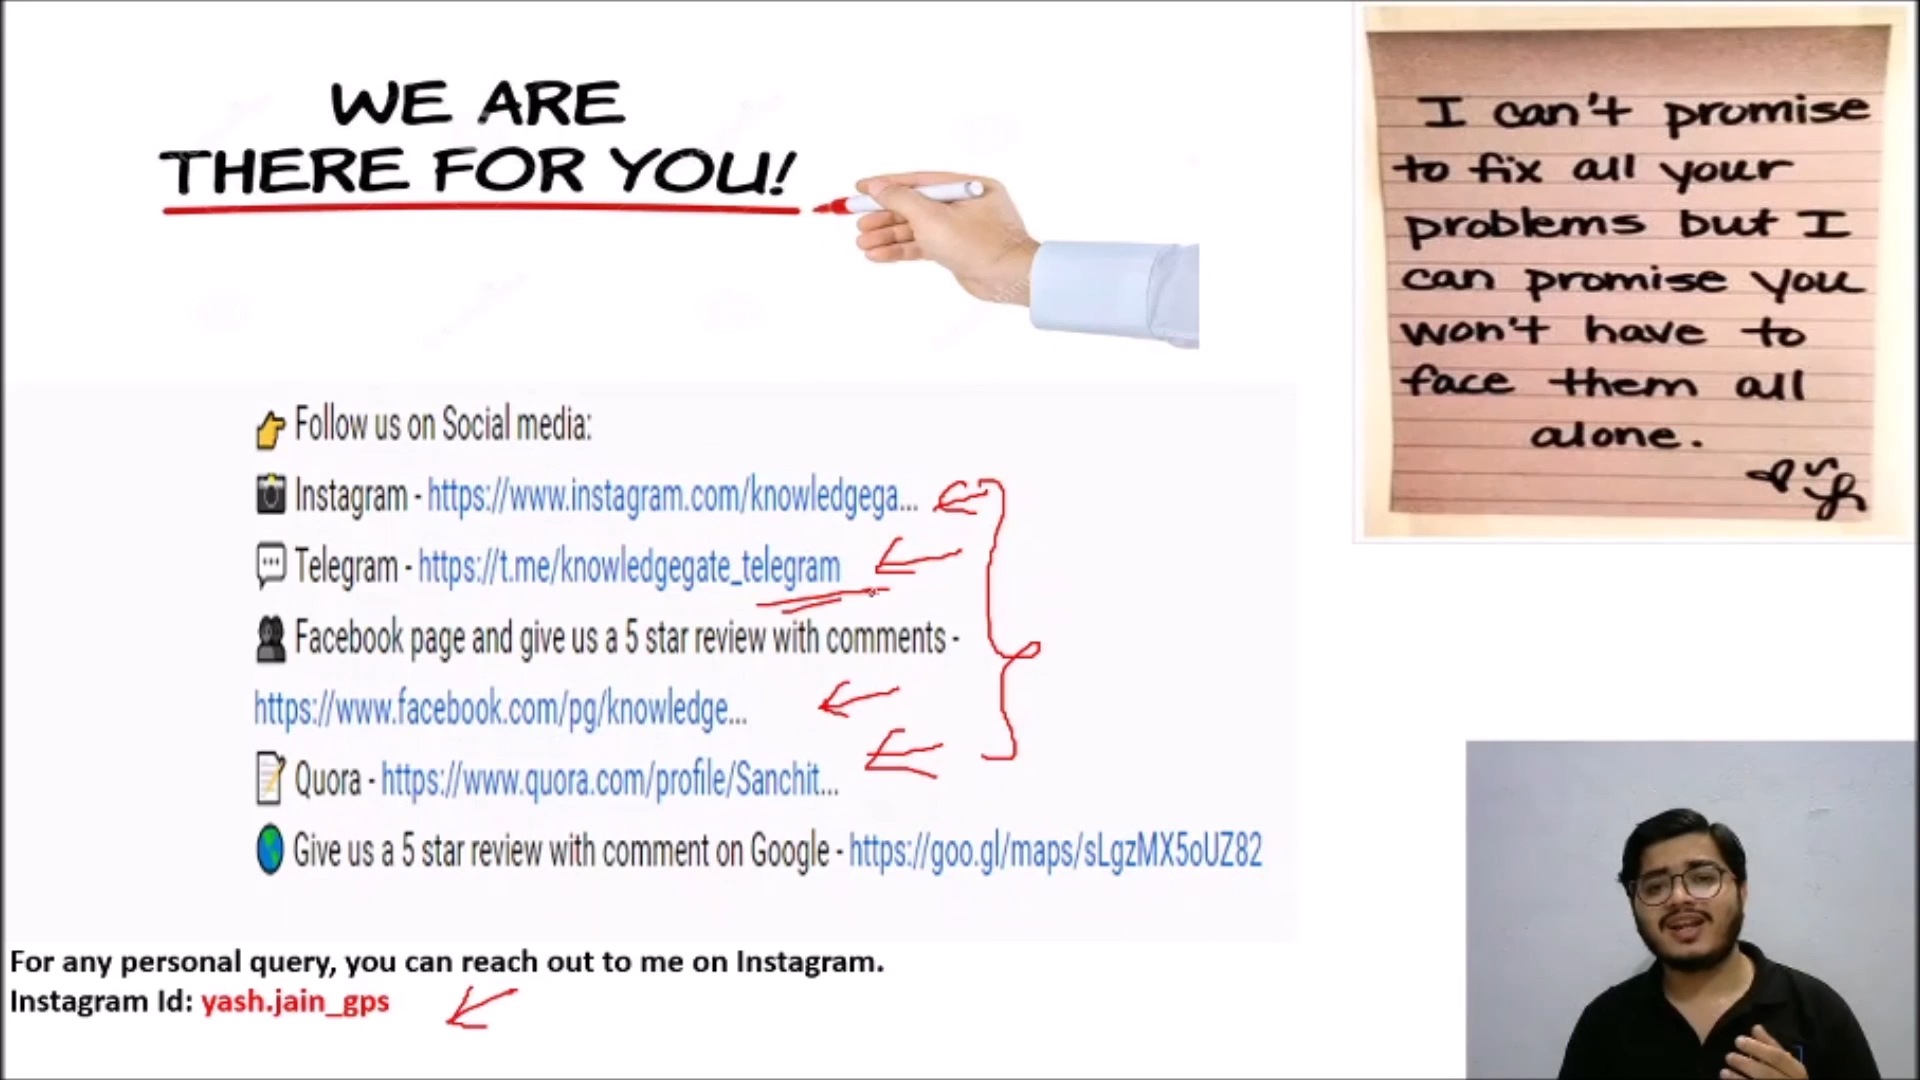 WE ARE
THERE FOR YOU!
I can't promise
to fix all your
problems but I
can promise you
won't have to
face them all
alone.
👉 Follow us on Social media:
📷 Instagram - https://www.instagram.com/knowledgega...
💬 Telegram - https://t.me/knowledgegate_telegram
👥 Facebook page and give us a 5 star review with comments -
https://www.facebook.com/pg/knowledge...
📝 Quora - https://www.quora.com/profile/Sanchit...
🌎 Give us a 5 star review with comment on Google - https://goo.gl/maps/sLgzMX5oUZ82
For any personal query, you can reach out to me on Instagram.
Instagram Id: yash.jain_gps